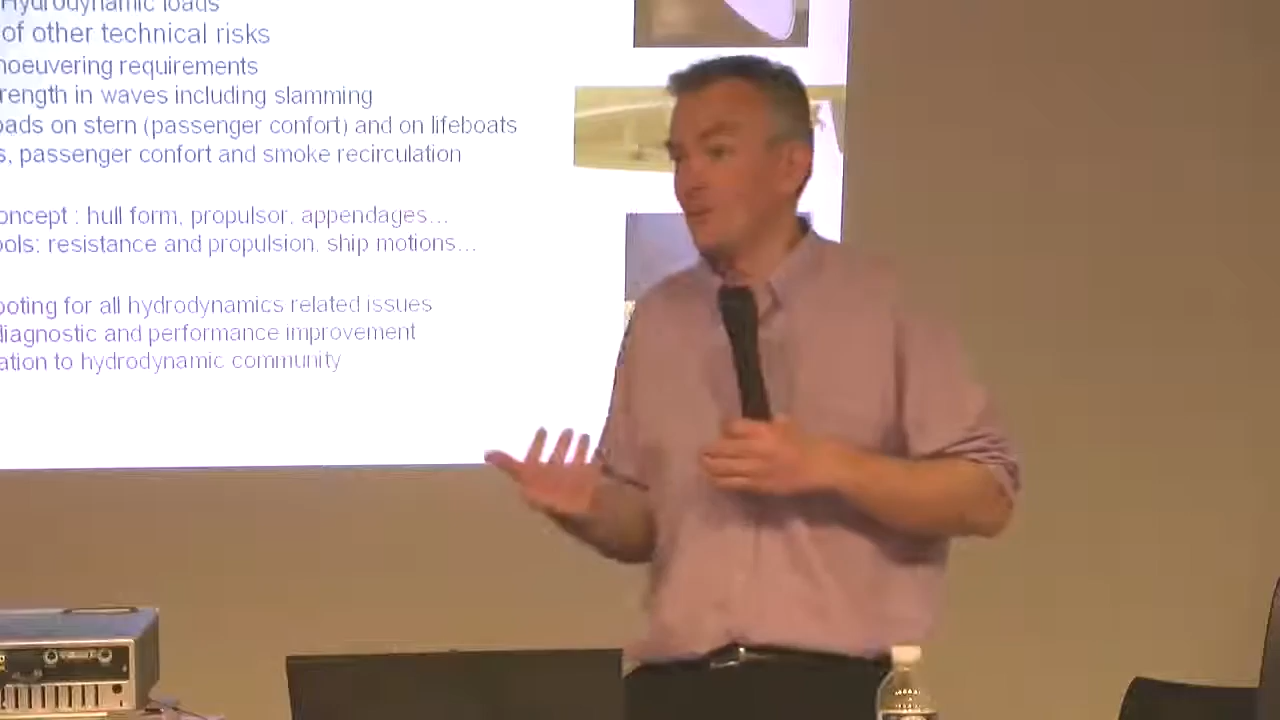 Hydrodynamic loads
of other technical risks
noeuvering requirements
rength in waves including slamming
oads on stern (passenger confort) and on lifeboats
s, passenger confort and smoke recirculation
oncept : hull form, propulsor, appendages...
ools: resistance and propulsion, ship motions...
ooting for all hydrodynamics related issues
diagnostic and performance improvement
ation to hydrodynamic community